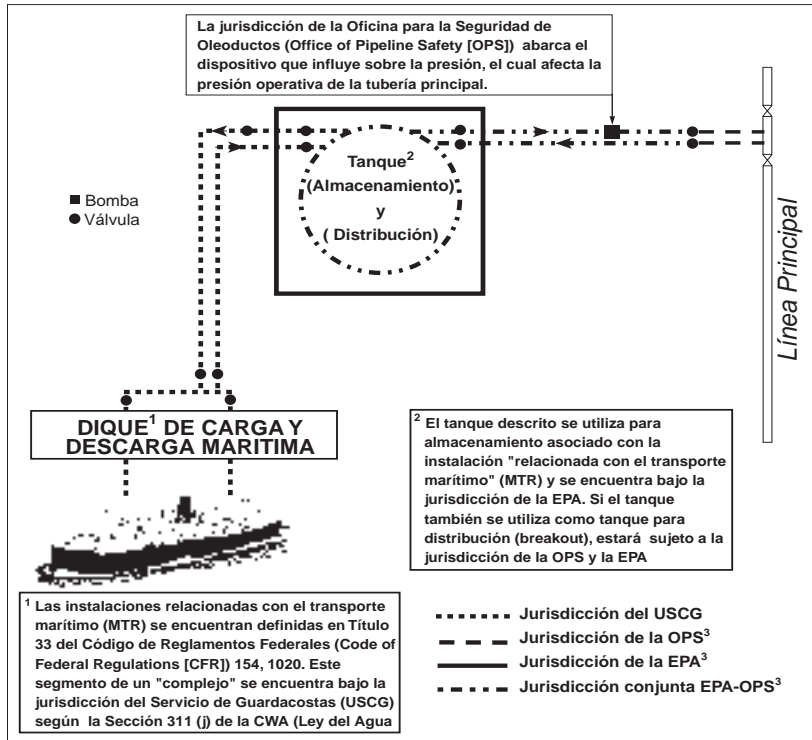 La jurisdicción de la Oficina para la Seguridad de
Oleoductos (Office of Pipeline Safety [OPS]) abarca el
dispositivo que influye sobre la presión, el cual afecta la
presión operativa de la tubería principal.
Tanque²
(Almacenamiento)
y
( Distribución)
Bomba
Válvula
Línea Principal
DIQUE¹ DE CARGA Y
DESCARGA MARITIMA
² El tanque descrito se utiliza para
almacenamiento asociado con la
instalación "relacionada con el transporte
marítimo" (MTR) y se encuentra bajo la
jurisdicción de la EPA. Si el tanque
también se utiliza como tanque para
distribución (breakout), estará sujeto a la
jurisdicción de la OPS y la EPA
¹ Las instalaciones relacionadas con el transporte
marítimo (MTR) se encuentran definidas en Título
33 del Código de Reglamentos Federales (Code of
Federal Regulations [CFR]) 154, 1020. Este
segmento de un "complejo" se encuentra bajo la
jurisdicción del Servicio de Guardacostas (USCG)
según la Sección 311 (j) de la CWA (Ley del Agua
Jurisdicción del USCG
Jurisdicción de la OPS³
Jurisdicción de la EPA³
Jurisdicción conjunta EPA-OPS³